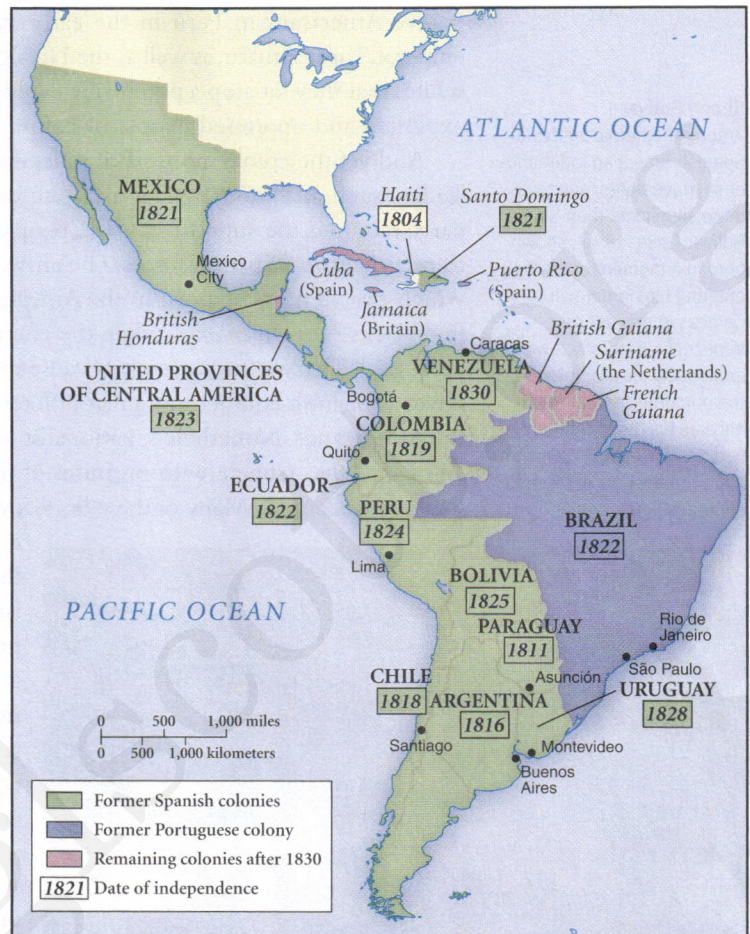 ATLANTIC OCEAN
MEXICO
1821
Haiti
1804
Santo Domingo
1821
Mexico
City
Cuba
(Spain)
Puerto Rico
(Spain)
Jamaica
(Britain)
British
Honduras
UNITED PROVINCES
OF CENTRAL AMERICA
1823
Caracas
VENEZUELA
1830
British Guiana
Suriname
(the Netherlands)
French
Guiana
Bogotá
COLOMBIA
1819
Quito
ECUADOR
1822
PERU
1824
Lima
BRAZIL
1822
BOLIVIA
1825
PACIFIC OCEAN
PARAGUAY
1811
Rio de
Janeiro
São Paulo
Asunción
CHILE
1818
ARGENTINA
1816
URUGUAY
1828
Santiago
Montevideo
Buenos
Aires
0 500 1,000 miles
0 500 1,000 kilometers
Former Spanish colonies
Former Portuguese colony
Remaining colonies after 1830
1821 Date of independence